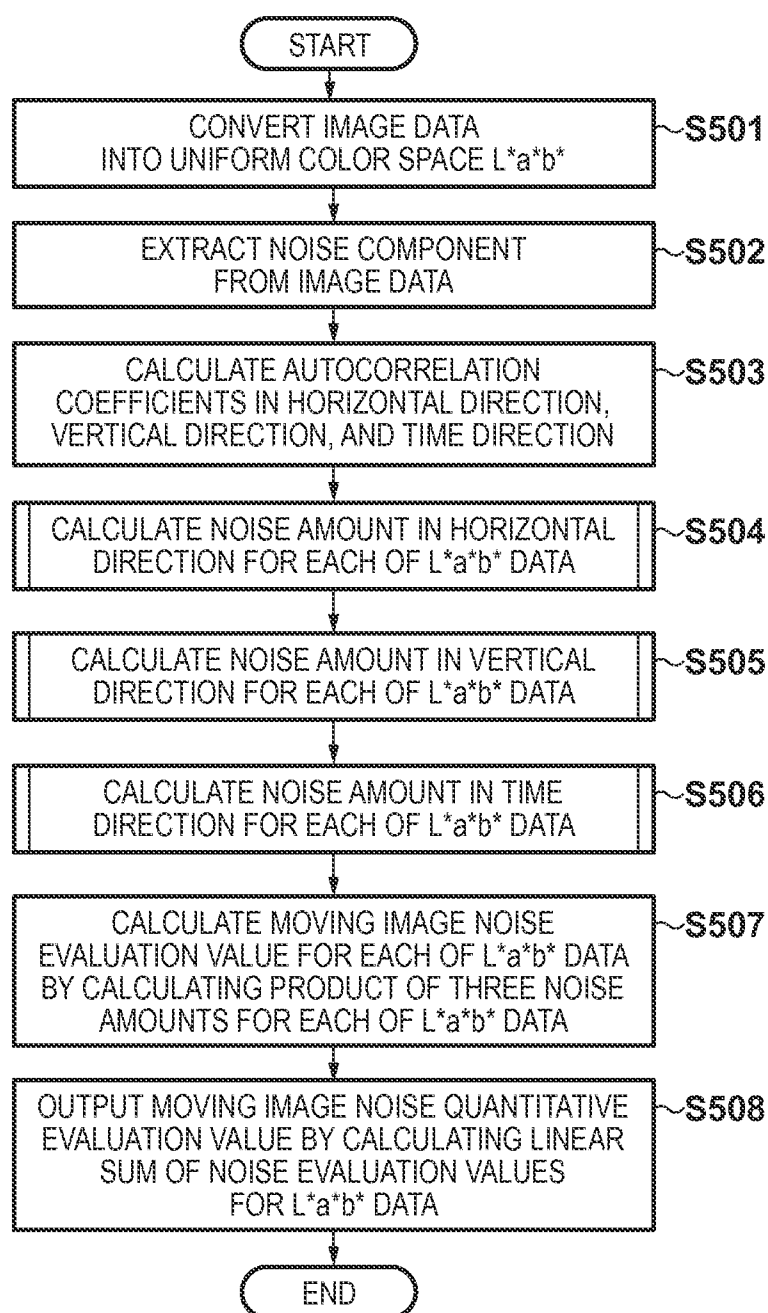 START
CONVERT IMAGE DATA
INTO UNIFORM COLOR SPACE L*a*b*
S501
EXTRACT NOISE COMPONENT
FROM IMAGE DATA
S502
CALCULATE AUTOCORRELATION
COEFFICIENTS IN HORIZONTAL DIRECTION,
VERTICAL DIRECTION, AND TIME DIRECTION
S503
CALCULATE NOISE AMOUNT IN HORIZONTAL
DIRECTION FOR EACH OF L*a*b* DATA
S504
CALCULATE NOISE AMOUNT IN VERTICAL
DIRECTION FOR EACH OF L*a*b* DATA
S505
CALCULATE NOISE AMOUNT IN TIME
DIRECTION FOR EACH OF L*a*b* DATA
S506
CALCULATE MOVING IMAGE NOISE
EVALUATION VALUE FOR EACH OF L*a*b* DATA
BY CALCULATING PRODUCT OF THREE NOISE
AMOUNTS FOR EACH OF L*a*b* DATA
S507
OUTPUT MOVING IMAGE NOISE QUANTITATIVE
EVALUATION VALUE BY CALCULATING LINEAR
SUM OF NOISE EVALUATION VALUES
FOR L*a*b* DATA
S508
END